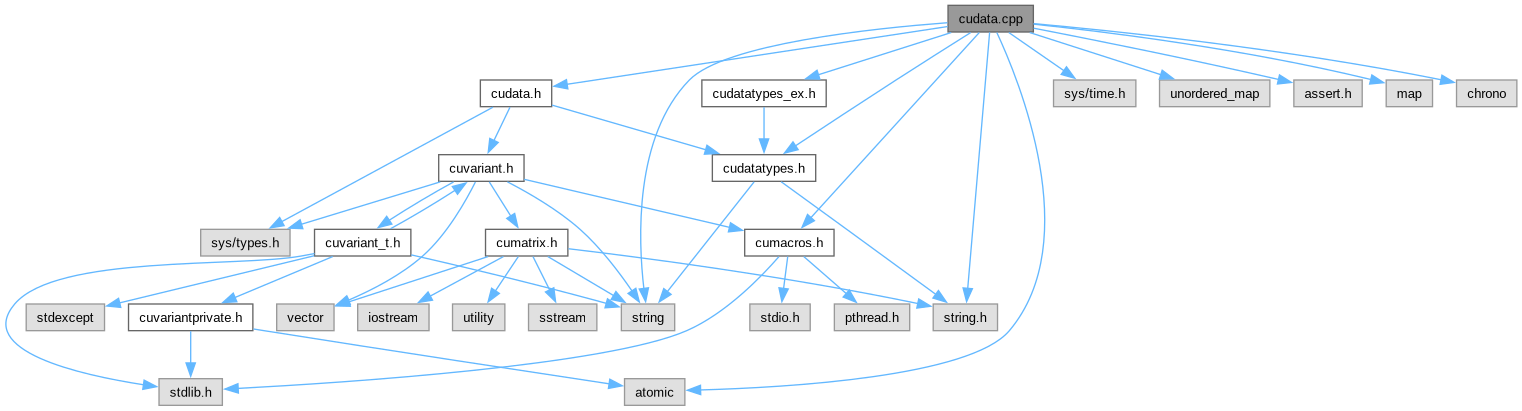 cudata.cpp
cudata.h
cudatatypes_ex.h
sys/time.h
unordered_map
assert.h
map
chrono
cuvariant.h
cudatatypes.h
sys/types.h
cuvariant_t.h
cumatrix.h
cumacros.h
stdexcept
cuvariantprivate.h
vector
iostream
utility
sstream
string
stdio.h
pthread.h
string.h
stdlib.h
atomic